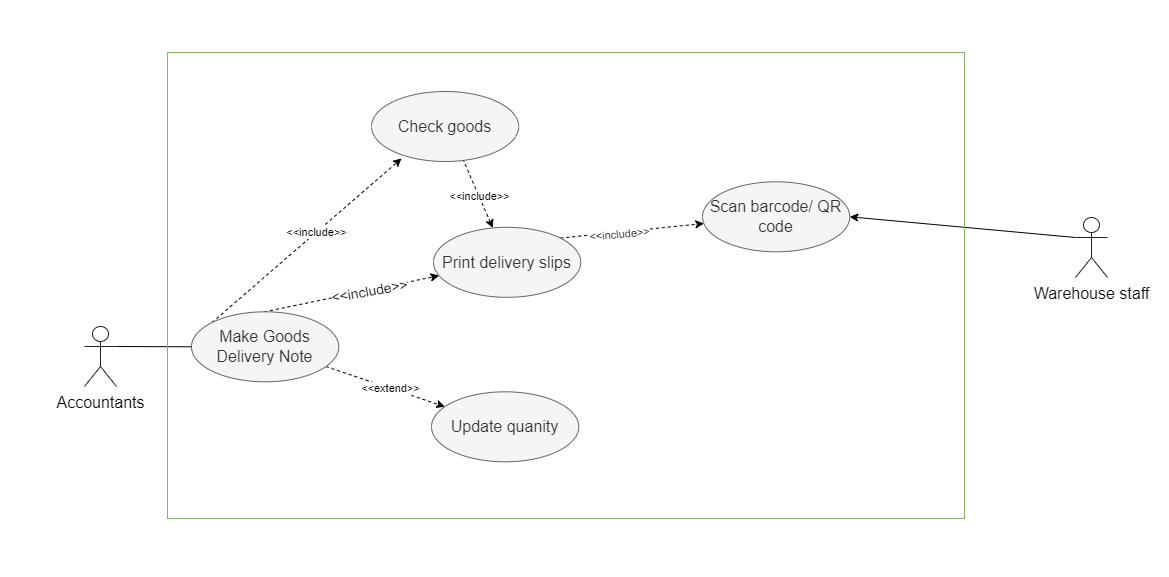 Check goods
<<include>>
Scan barcode/ QR
code
<<include>>
<<include>>
Print delivery slips
<<include>>
Warehouse staff
Make Goods
Delivery Note
<<extend>>
Accountants
Update quanity